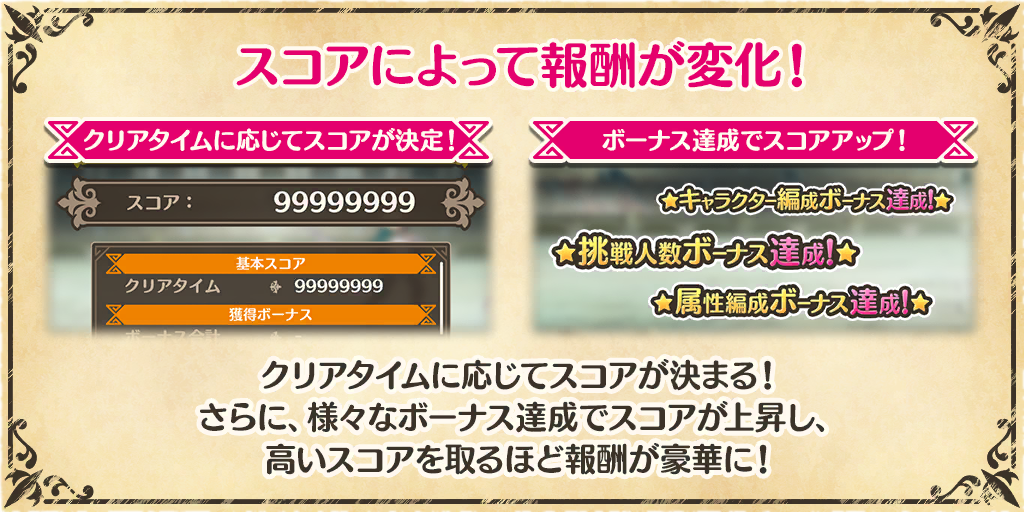 スコアによって報酬が変化！
クリアタイムに応じてスコアが決定！
スコア： 99999999
基本スコア
クリアタイム 99999999
獲得ボーナス
ボーナス合計
ボーナス達成でスコアアップ！
★キャラクター編成ボーナス達成！★
★挑戦人数ボーナス達成！★
★属性編成ボーナス達成！★
クリアタイムに応じてスコアが決まる！
さらに、様々なボーナス達成でスコアが上昇し、
高いスコアを取るほど報酬が豪華に！